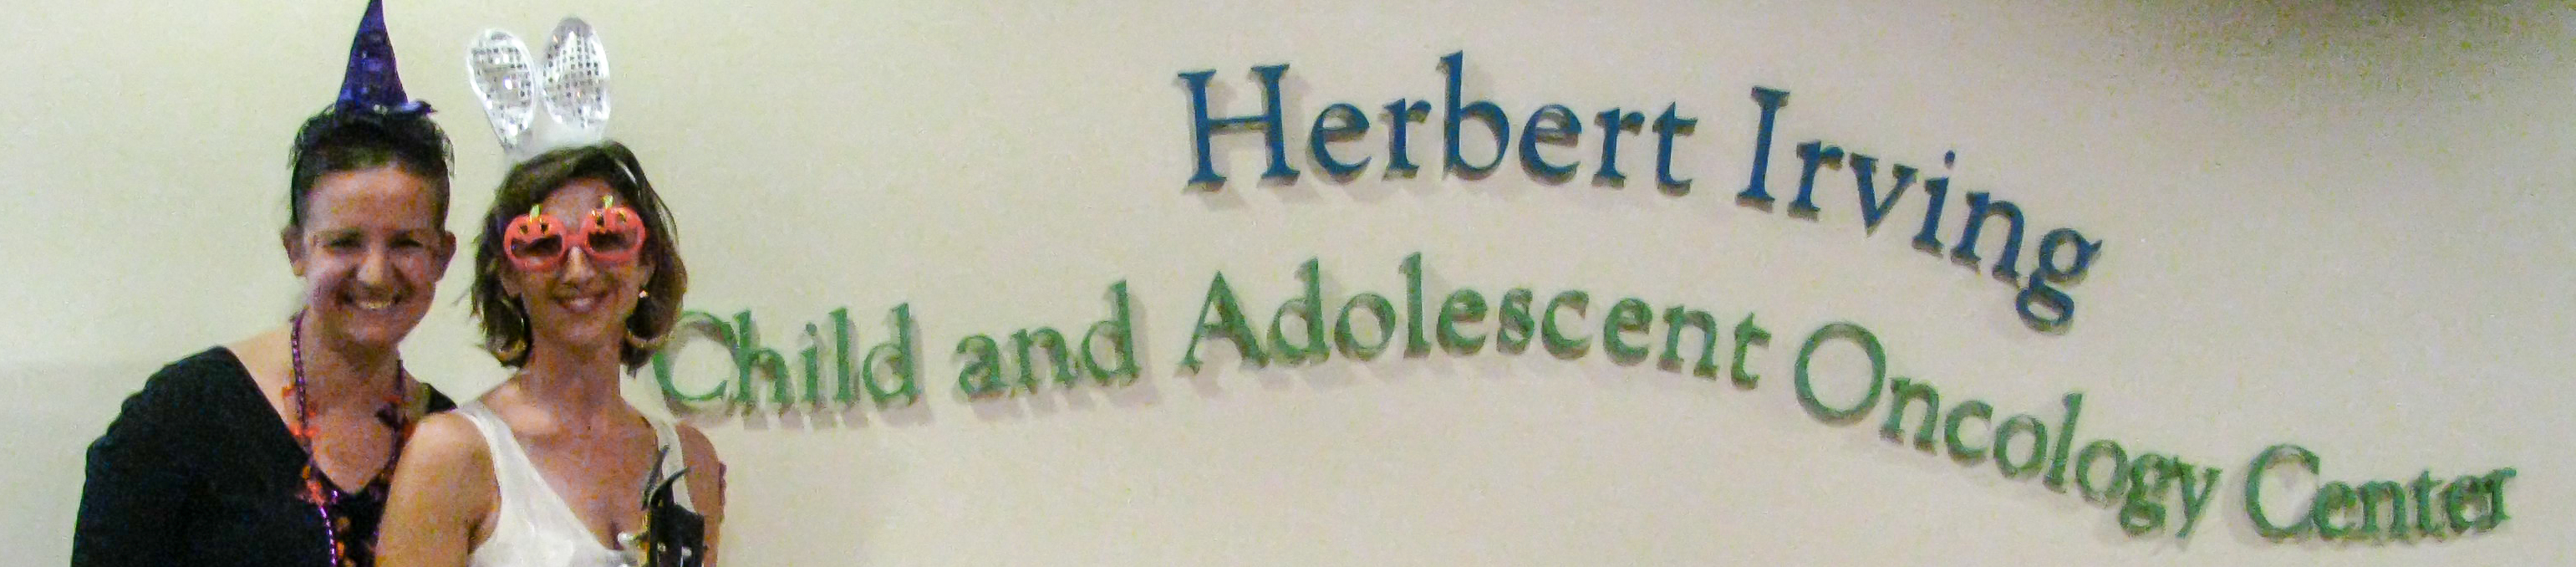 Herbert Irving
Child and Adolescent Oncology Center